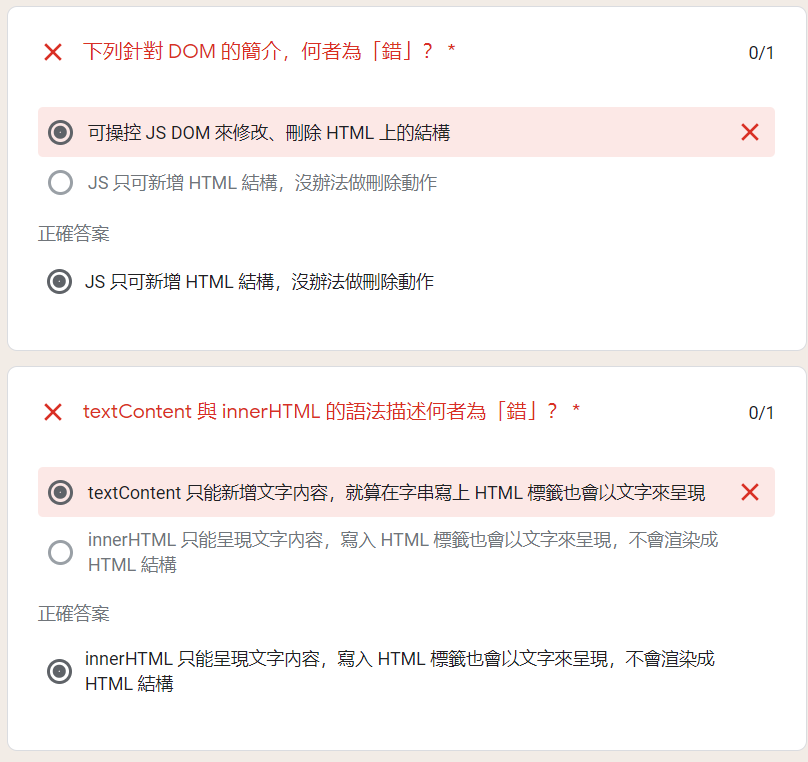 下列針對 DOM 的簡介，何者為「錯」？ *
0/1
可操控 JS DOM 來修改、刪除 HTML 上的結構
JS 只可新增 HTML 結構，沒辦法做刪除動作
正確答案
JS 只可新增 HTML 結構，沒辦法做刪除動作
textContent 與 innerHTML 的語法描述何者為「錯」？ *
0/1
textContent 只能新增文字內容，就算在字串寫上 HTML 標籤也會以文字來呈現
innerHTML 只能呈現文字內容，寫入 HTML 標籤也會以文字來呈現，不會渲染成
HTML 結構
正確答案
innerHTML 只能呈現文字內容，寫入 HTML 標籤也會以文字來呈現，不會渲染成
HTML 結構